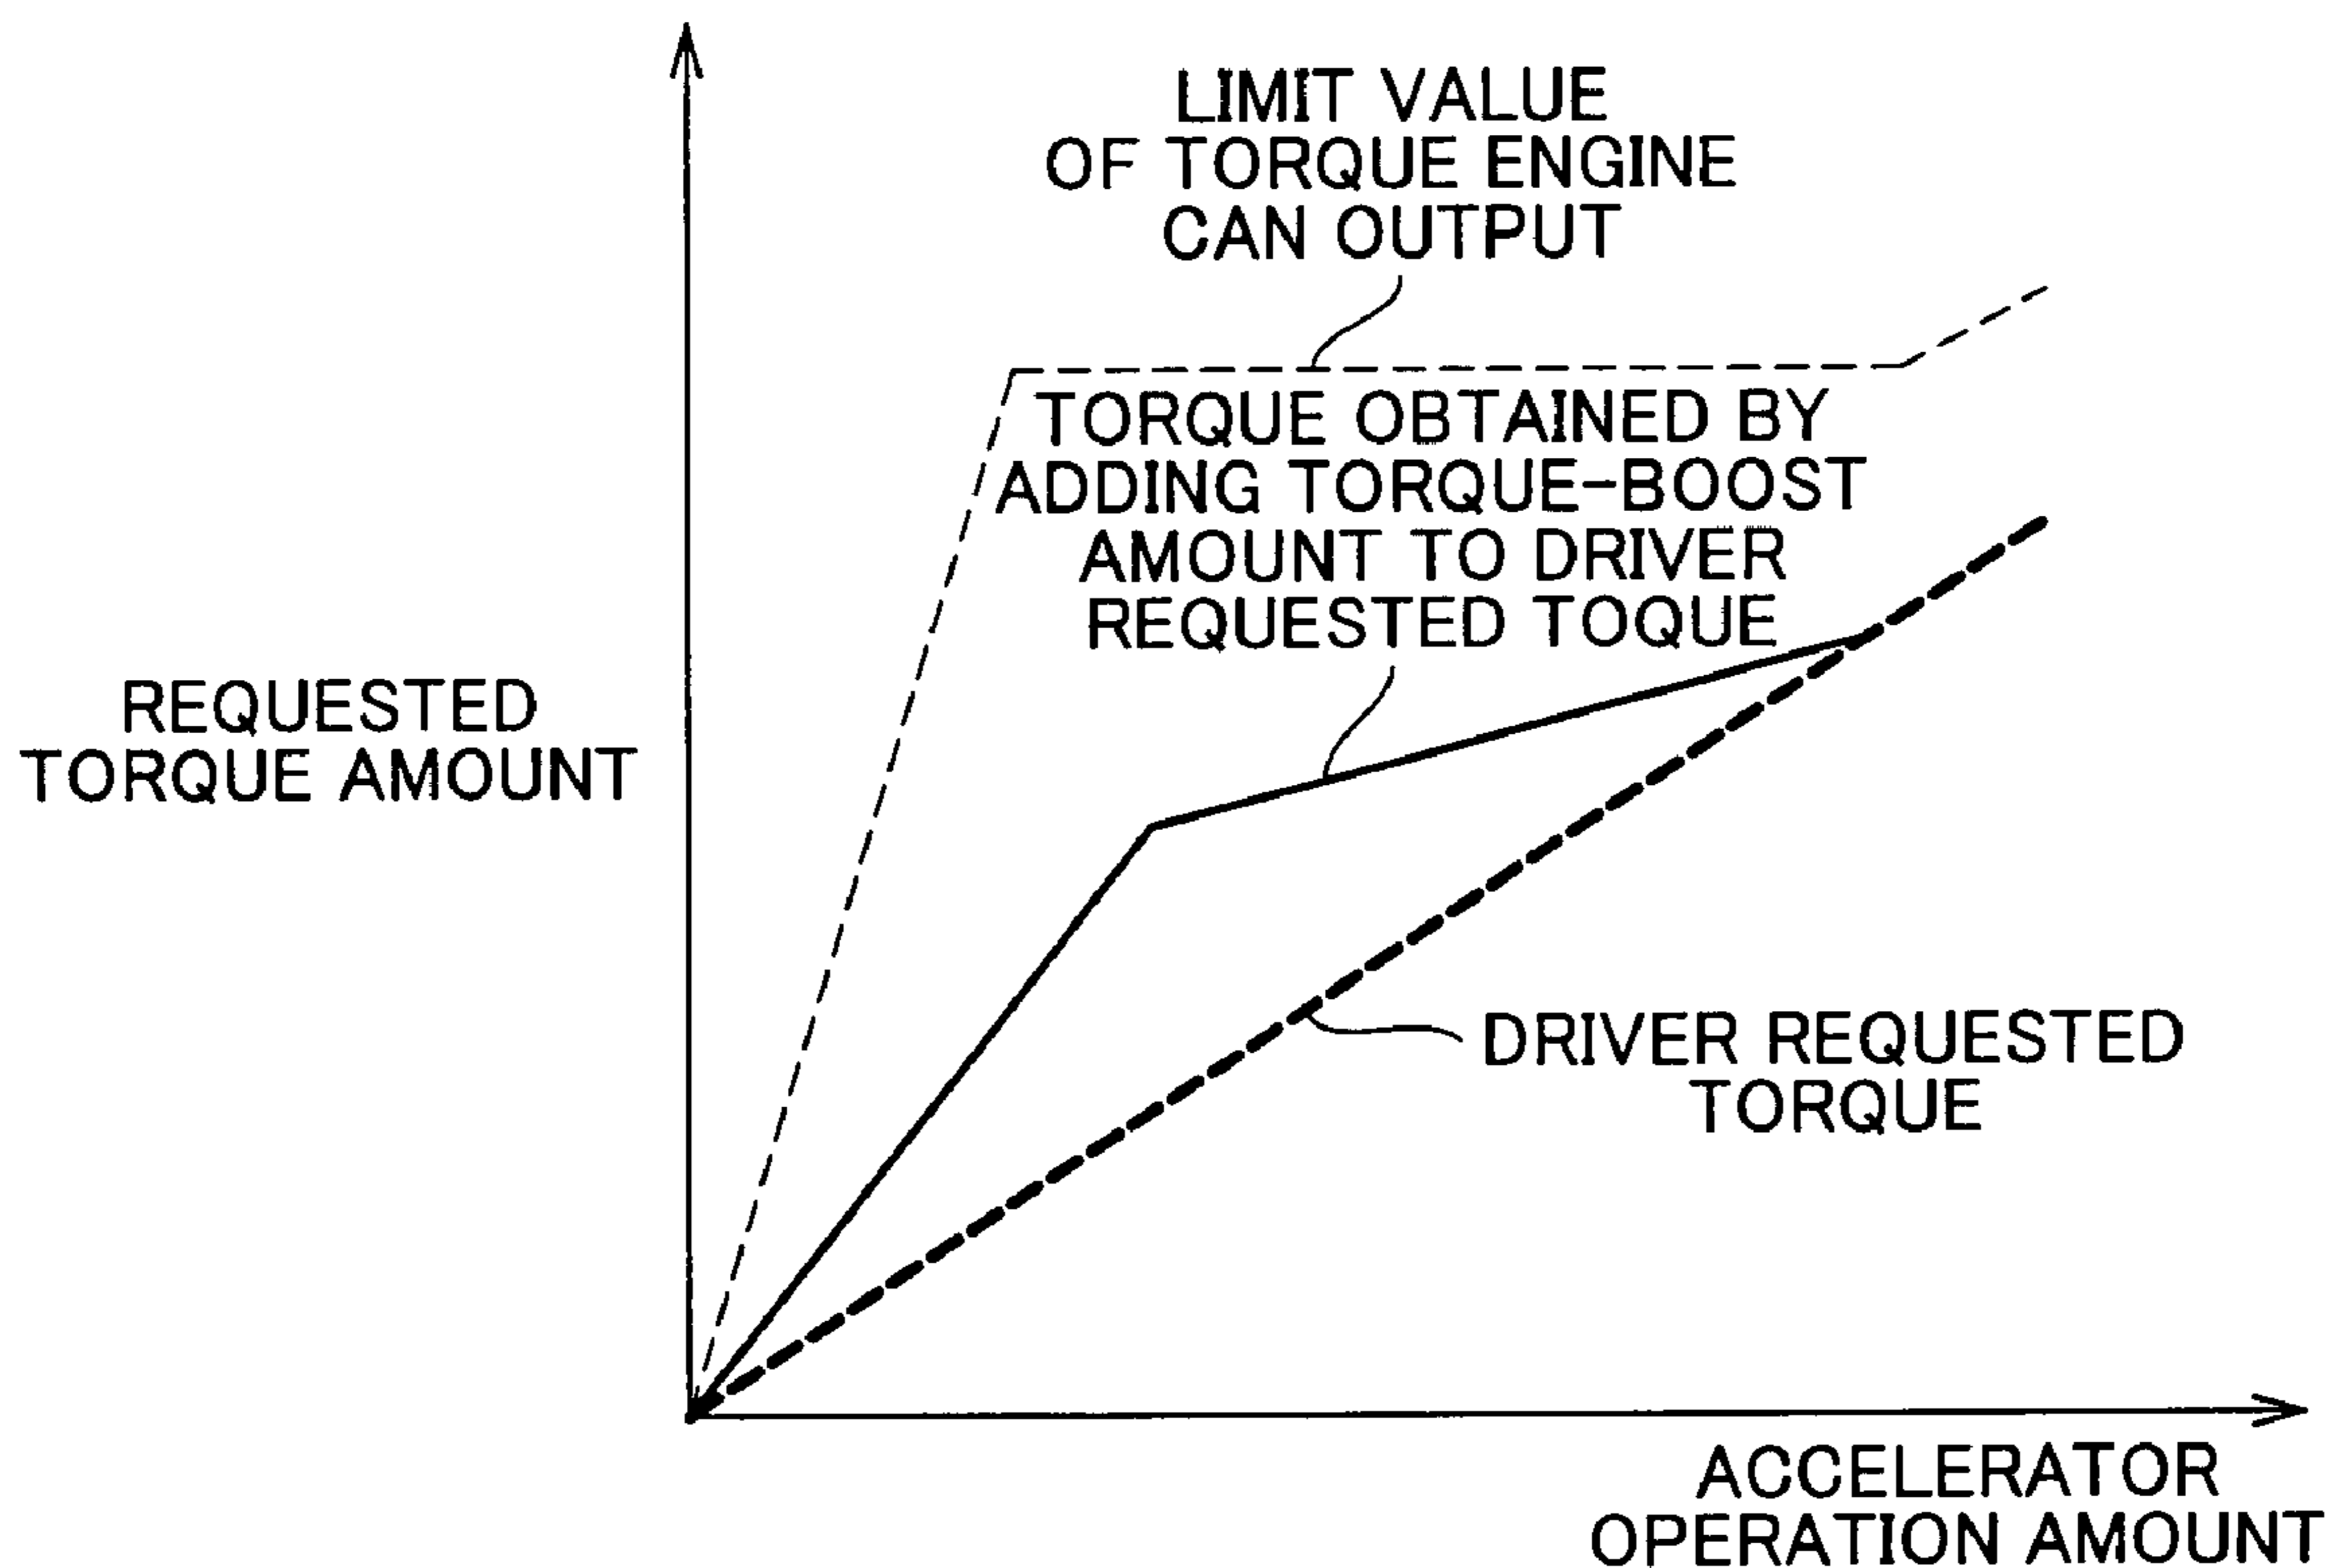 LIMIT VALUE
OF TORQUE ENGINE
CAN OUTPUT
TORQUE OBTAINED BY
ADDING TORQUE-BOOST
AMOUNT TO DRIVER
REQUESTED TOQUE
REQUESTED
TORQUE AMOUNT
DRIVER REQUESTED
TORQUE
ACCELERATOR
OPERATION AMOUNT